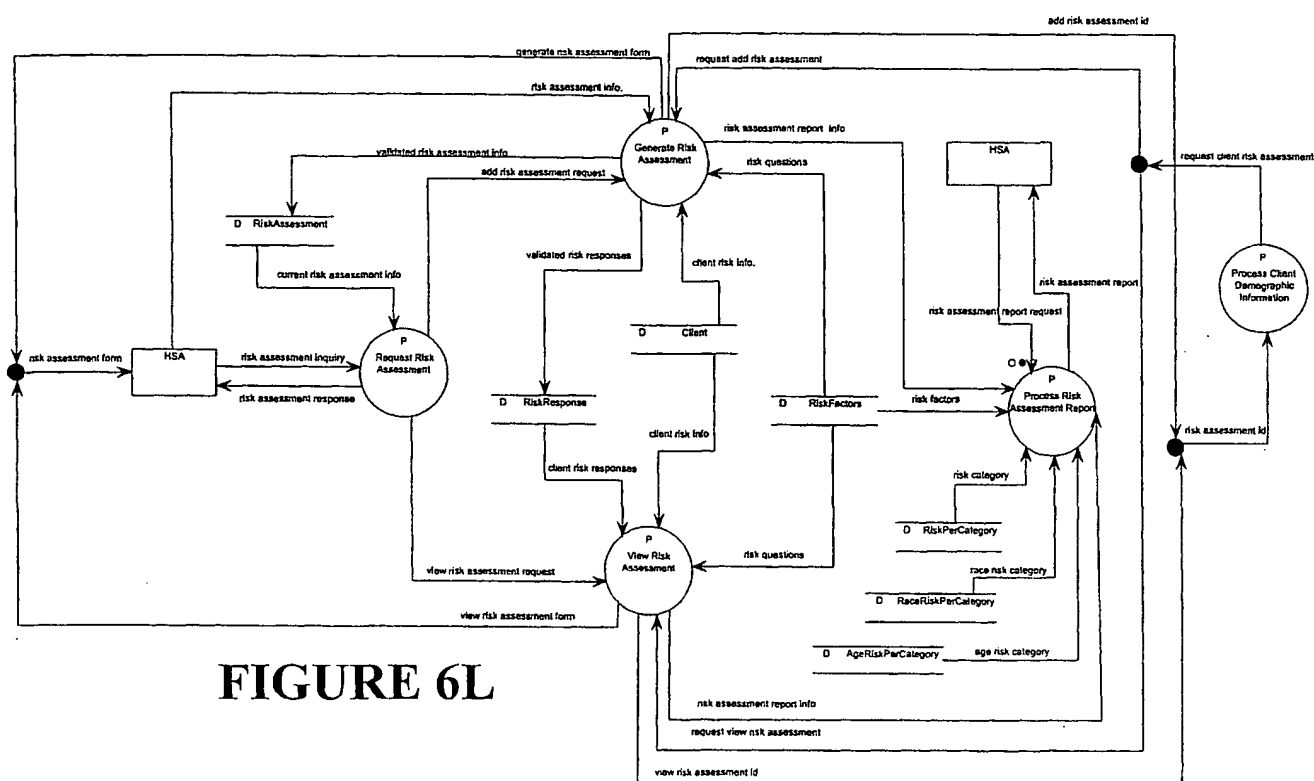 add risk assessment id
generate risk assessment form
request add risk assessment
risk assessment info.
P
Generate Risk
Assessment
risk assessment report info
HSA
validated risk assessment info
risk questions
request client risk assessment
add risk assessment request
D RiskAssessment
validated risk responses
client risk info.
P
Process Client
Demographic
Information
current risk assessment info
risk assessment report
risk assessment report request
D Client
P
Request Risk
Assessment
risk assessment form
HSA
risk assessment inquiry
risk assessment response
P
Process Risk
Assessment Report
D RiskResponse
D RiskFactors
risk factors
risk assessment id
client risk info
client risk responses
risk category
D RiskPerCategory
P
View Risk
Assessment
risk questions
view risk assessment request
race risk category
D RaceRiskPerCategory
view risk assessment form
D AgeRiskPerCategory
age risk category
FIGURE 6L
risk assessment report info
request view risk assessment
view risk assessment id